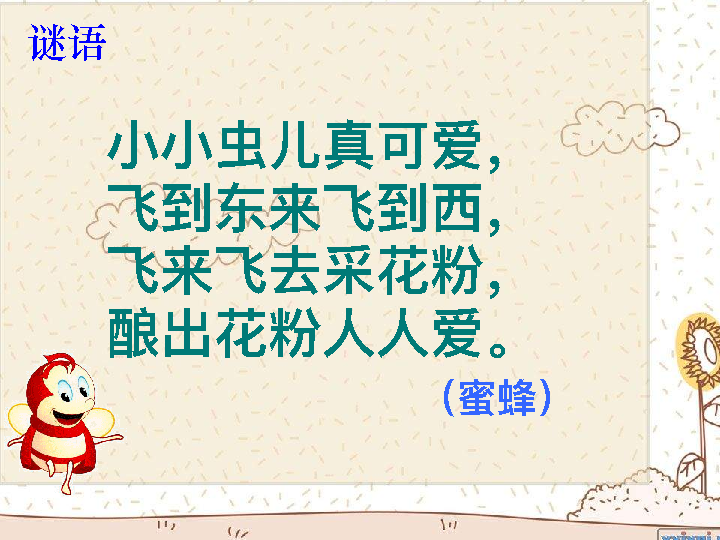 谜语
小小虫儿真可爱，
飞到东来飞到西，
飞来飞去采花粉，
酿出花粉人人爱。
（蜜蜂）